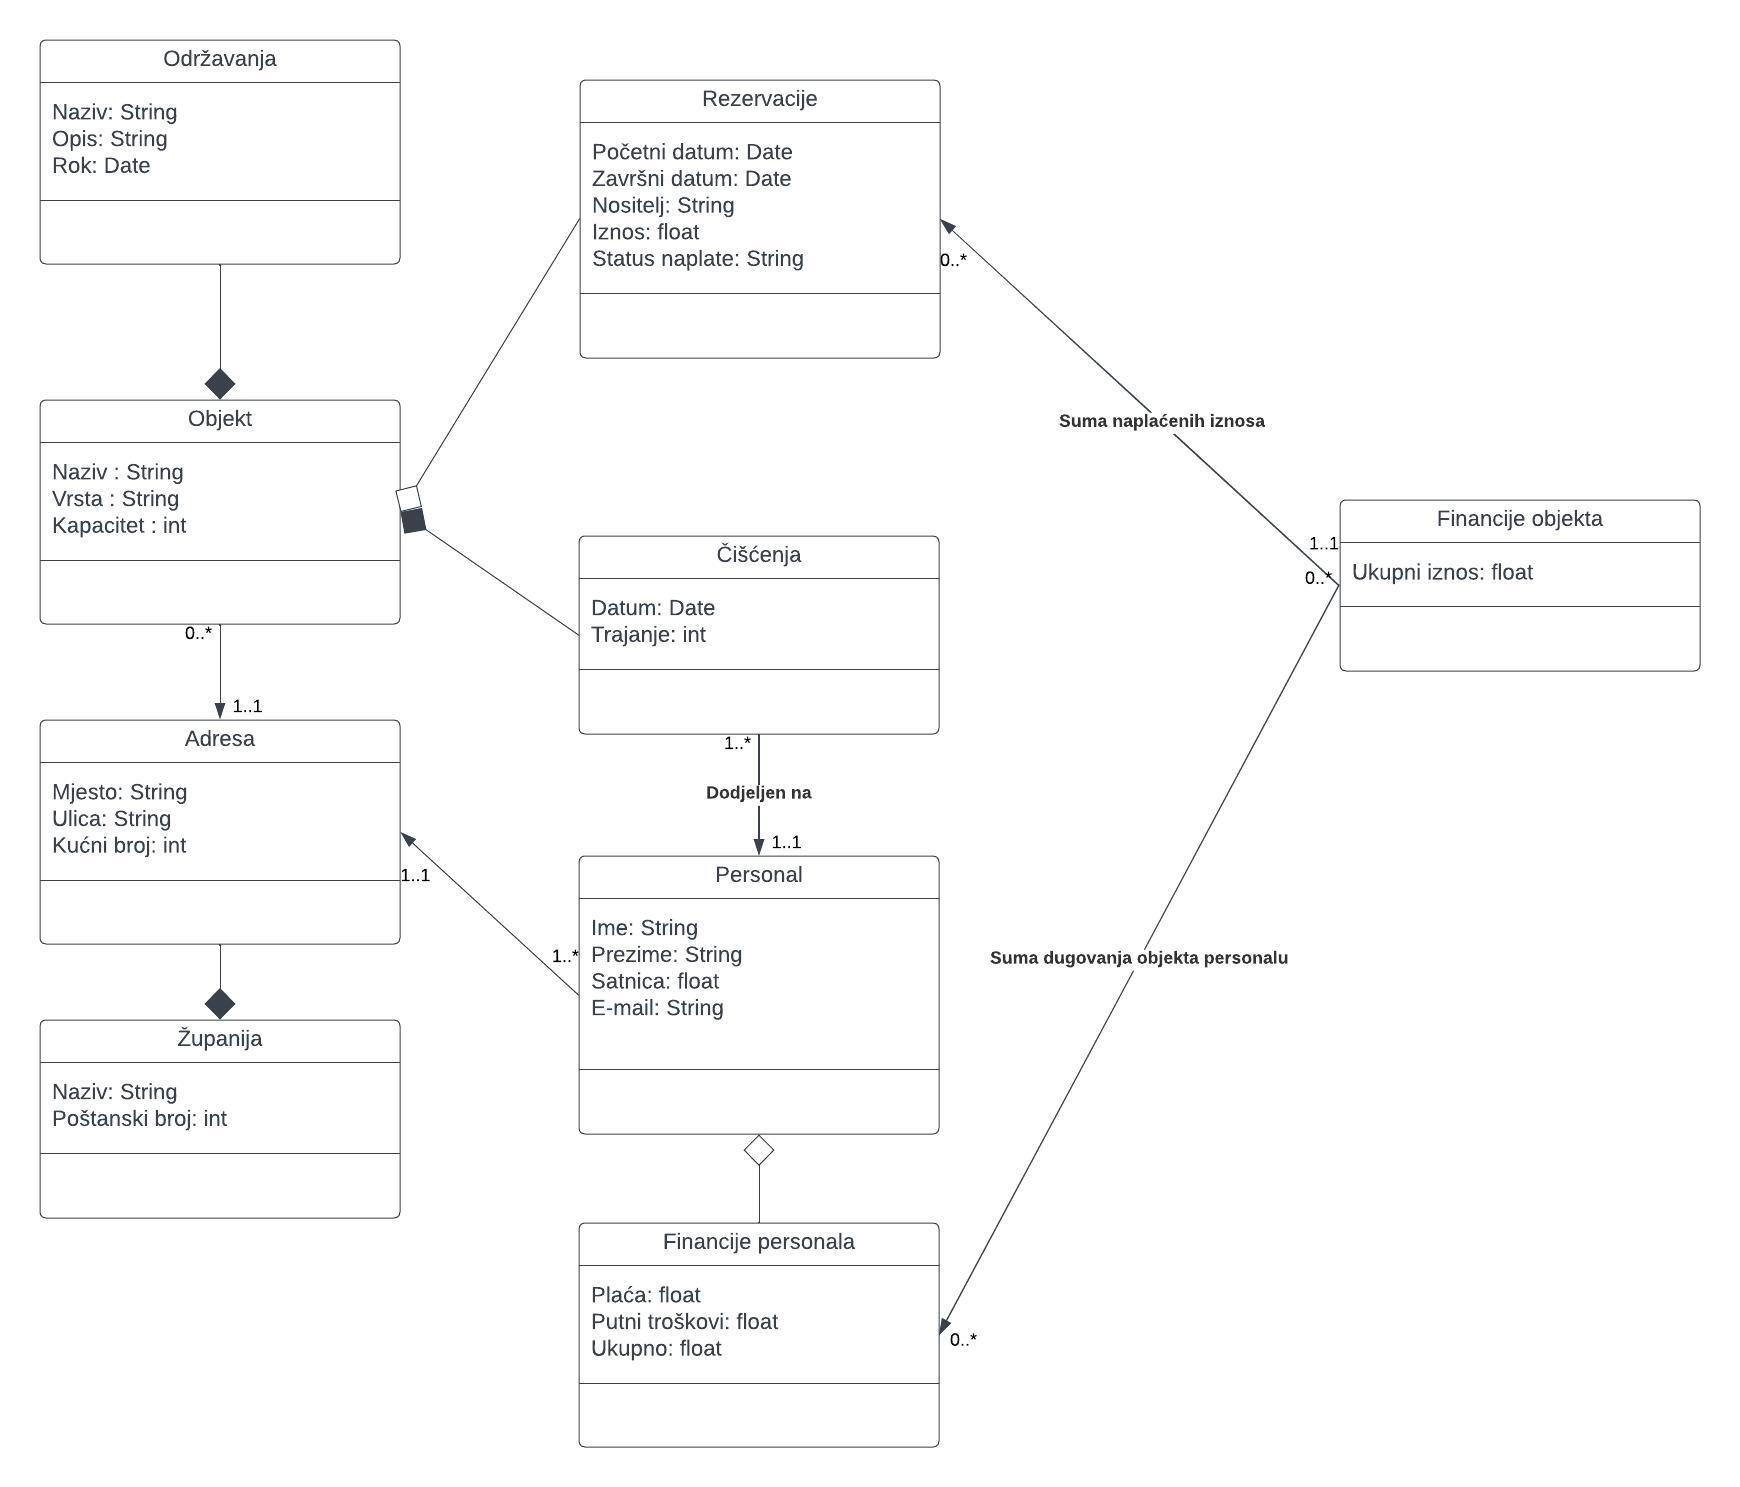 Održavanja
Naziv: String
Opis: String
Rok: Date
Rezervacije
Početni datum: Date
Završni datum: Date
Nositelj: String
Iznos: float
Status naplate: String
0..*
Suma naplaćenih iznosa
Objekt
Naziv : String
Vrsta : String
Kapacitet : int
0..*
1..1
Čišćenja
Datum: Date
Trajanje: int
1..*
Dodjeljen na
1..1
Financije objekta
Ukupni iznos: float
1..1
0..*
Adresa
Mjesto: String
Ulica: String
Kućni broj: int
1..1
1..*
Personal
Ime: String
Prezime: String
Satnica: float
E-mail: String
Suma dugovanja objekta personalu
Županija
Naziv: String
Poštanski broj: int
Financije personala
Plaća: float
Putni troškovi: float
Ukupno: float
0..*